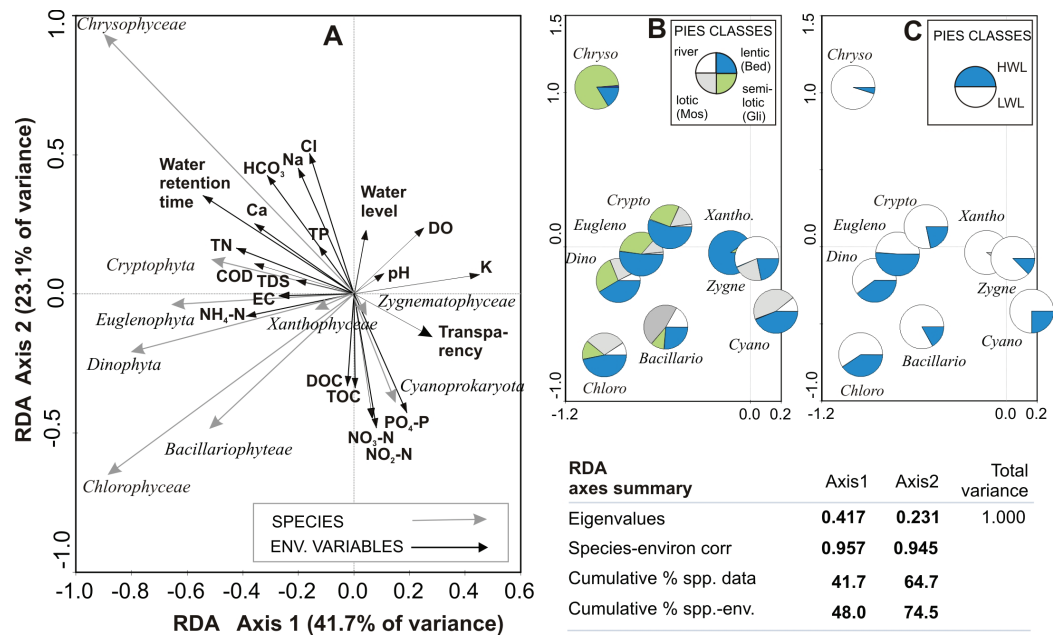 A
RDA Axis 2 (23.1% of variance)
1.0
0.5
0.0
-0.5
-1.0
Chrysophyceae
Cl
Na
HCO3
Water
retention
time
Water
level
Ca
TP
DO
TN
Cryptophyta
COD
TDS
pH
K
EC
Zygnematophyceae
Euglenophyta
NH4-N
Xanthophyceae
Transpa-
rency
Dinophyta
DOC
TOC
Cyanoprokaryota
PO4-P
NO3-N
NO2-N
Bacillariophyteae
Chlorophyceae
SPECIES
ENV. VARIABLES
-1.0 -0.8 -0.6 -0.4 -0.2 0.0 0.2 0.4 0.6
RDA Axis 1 (41.7% of variance)
B
1.5
1.0
0.0
-1.0
PIES CLASSES
river
lentic
(Bed)
lotic
(Mos)
semi-
lotic
(Gli)
Chryso
Crypto
Eugleno
Xantho.
Dino
Zygne
Cyano
Bacillario
Chloro
-1.2 0.0 0.2
C
1.5
1.0
0.0
-1.0
PIES CLASSES
HWL
LWL
Chryso
Crypto
Eugleno
Xantho
Dino
Zygne
Cyano
Bacillario
Chloro
-1.2 0.0 0.2
RDA
axes summary Axis1 Axis2 Total
variance
Eigenvalues 0.417 0.231 1.000
Species-environ corr 0.957 0.945
Cumulative % spp. data 41.7 64.7
Cumulative % spp.-env. 48.0 74.5